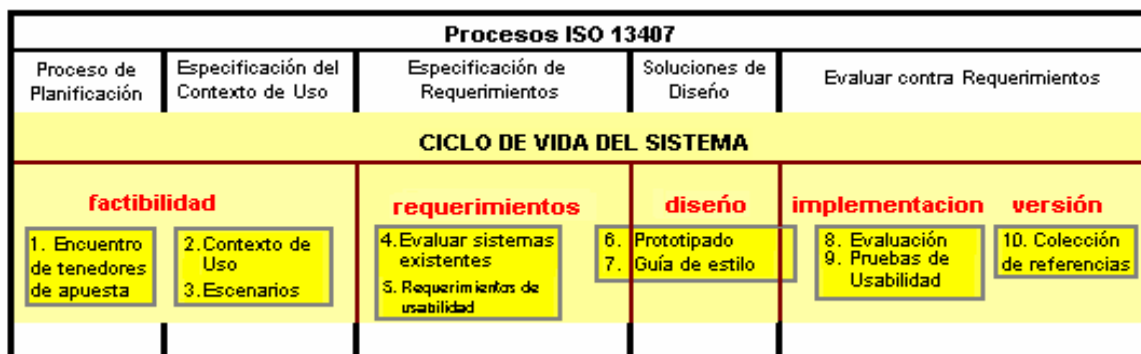 Procesos ISO 13407
Proceso de
Planificación
Especificación del
Contexto de Uso
Especificación de
Requerimientos
Soluciones de
Diseño
Evaluar contra Requerimientos
CICLO DE VIDA DEL SISTEMA
factibilidad
requerimientos
diseño
implementacion
versión
1. Encuentro
de tenedores
de apuesta
2. Contexto de
Uso
3. Escenarios
4. Evaluar sistemas
existentes
5. Requerimientos de
usabilidad
6. Prototipado
7. Guía de estilo
8. Evaluación
9. Pruebas de
Usabilidad
10. Colección
de referencias